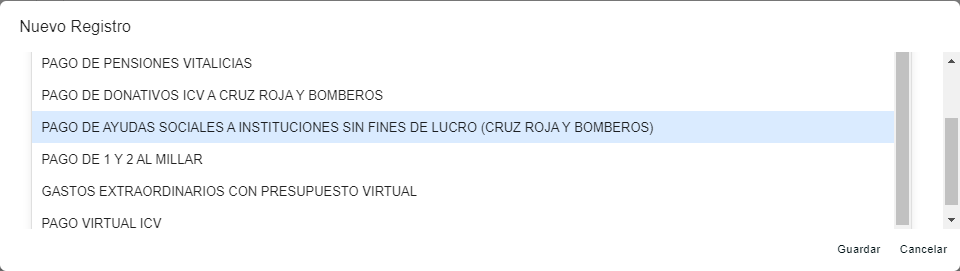 Nuevo Registro
PAGO DE PENSIONES VITALICIAS
PAGO DE DONATIVOS ICV A CRUZ ROJA Y BOMBEROS
PAGO DE AYUDAS SOCIALES A INSTITUCIONES SIN FINES DE LUCRO (CRUZ ROJA Y BOMBEROS)
PAGO DE 1 Y 2 AL MILLAR
GASTOS EXTRAORDINARIOS CON PRESUPUESTO VIRTUAL
PAGO VIRTUAL ICV
Guardar Cancelar